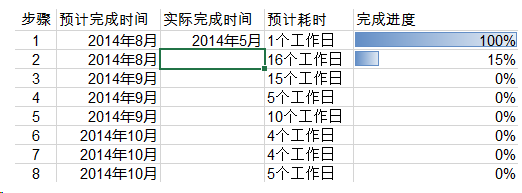 步骤 预计完成时间 实际完成时间 预计耗时 完成进度
1 2014年8月 2014年5月 1个工作日 100%
2 2014年8月 16个工作日 15%
3 2014年9月 15个工作日 0%
4 2014年9月 5个工作日 0%
5 2014年9月 10个工作日 0%
6 2014年10月 4个工作日 0%
7 2014年10月 4个工作日 0%
8 2014年10月 5个工作日 0%